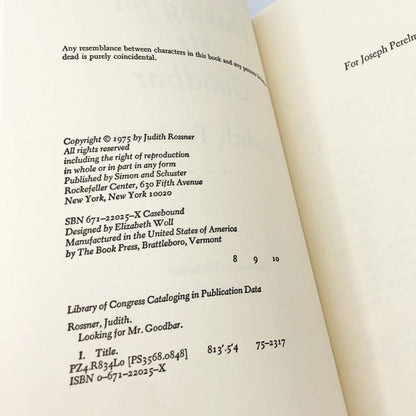 Any resemblance between characters in this book and any persons living or
dead is purely coincidental.
For Joseph Perelm
Copyright © 1975 by Judith Rossner
All rights reserved
including the right of reproduction
in whole or in part in any form
Published by Simon and Schuster
Rockefeller Center, 630 Fifth Avenue
New York, New York 10020
SBN 671-22025-X Casebound
Designed by Elizabeth Woll
Manufactured in the United States of America
by The Book Press, Brattleboro, Vermont
8 9 10
Library of Congress Cataloging in Publication Data
Rossner, Judith.
Looking for Mr. Goodbar.
I. Title.
PZ4.R834Lo [PS3568.0848] 813'.5'4 75-2317
ISBN 0-671-22025-X